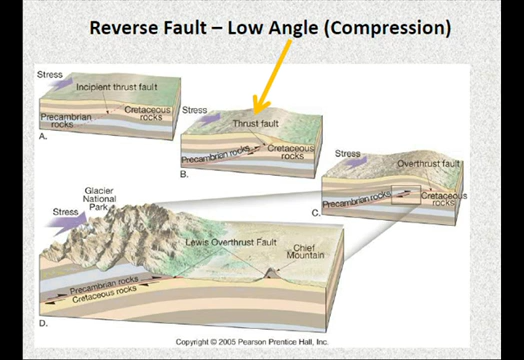 Reverse Fault – Low Angle (Compression)
Stress
Incipient thrust fault
Cretaceous
rocks
Precambrian
rocks
A.
Stress
Thrust fault
Precambrian rocks
Cretaceous
rocks
B.
Stress
Overthrust fault
Precambrian rocks
Cretaceous
rocks
C.
Glacier
National
Park
Stress
Lewis Overthrust Fault
Chief
Mountain
Precambrian rocks
Cretaceous rocks
D.
Copyright © 2005 Pearson Prentice Hall, Inc.